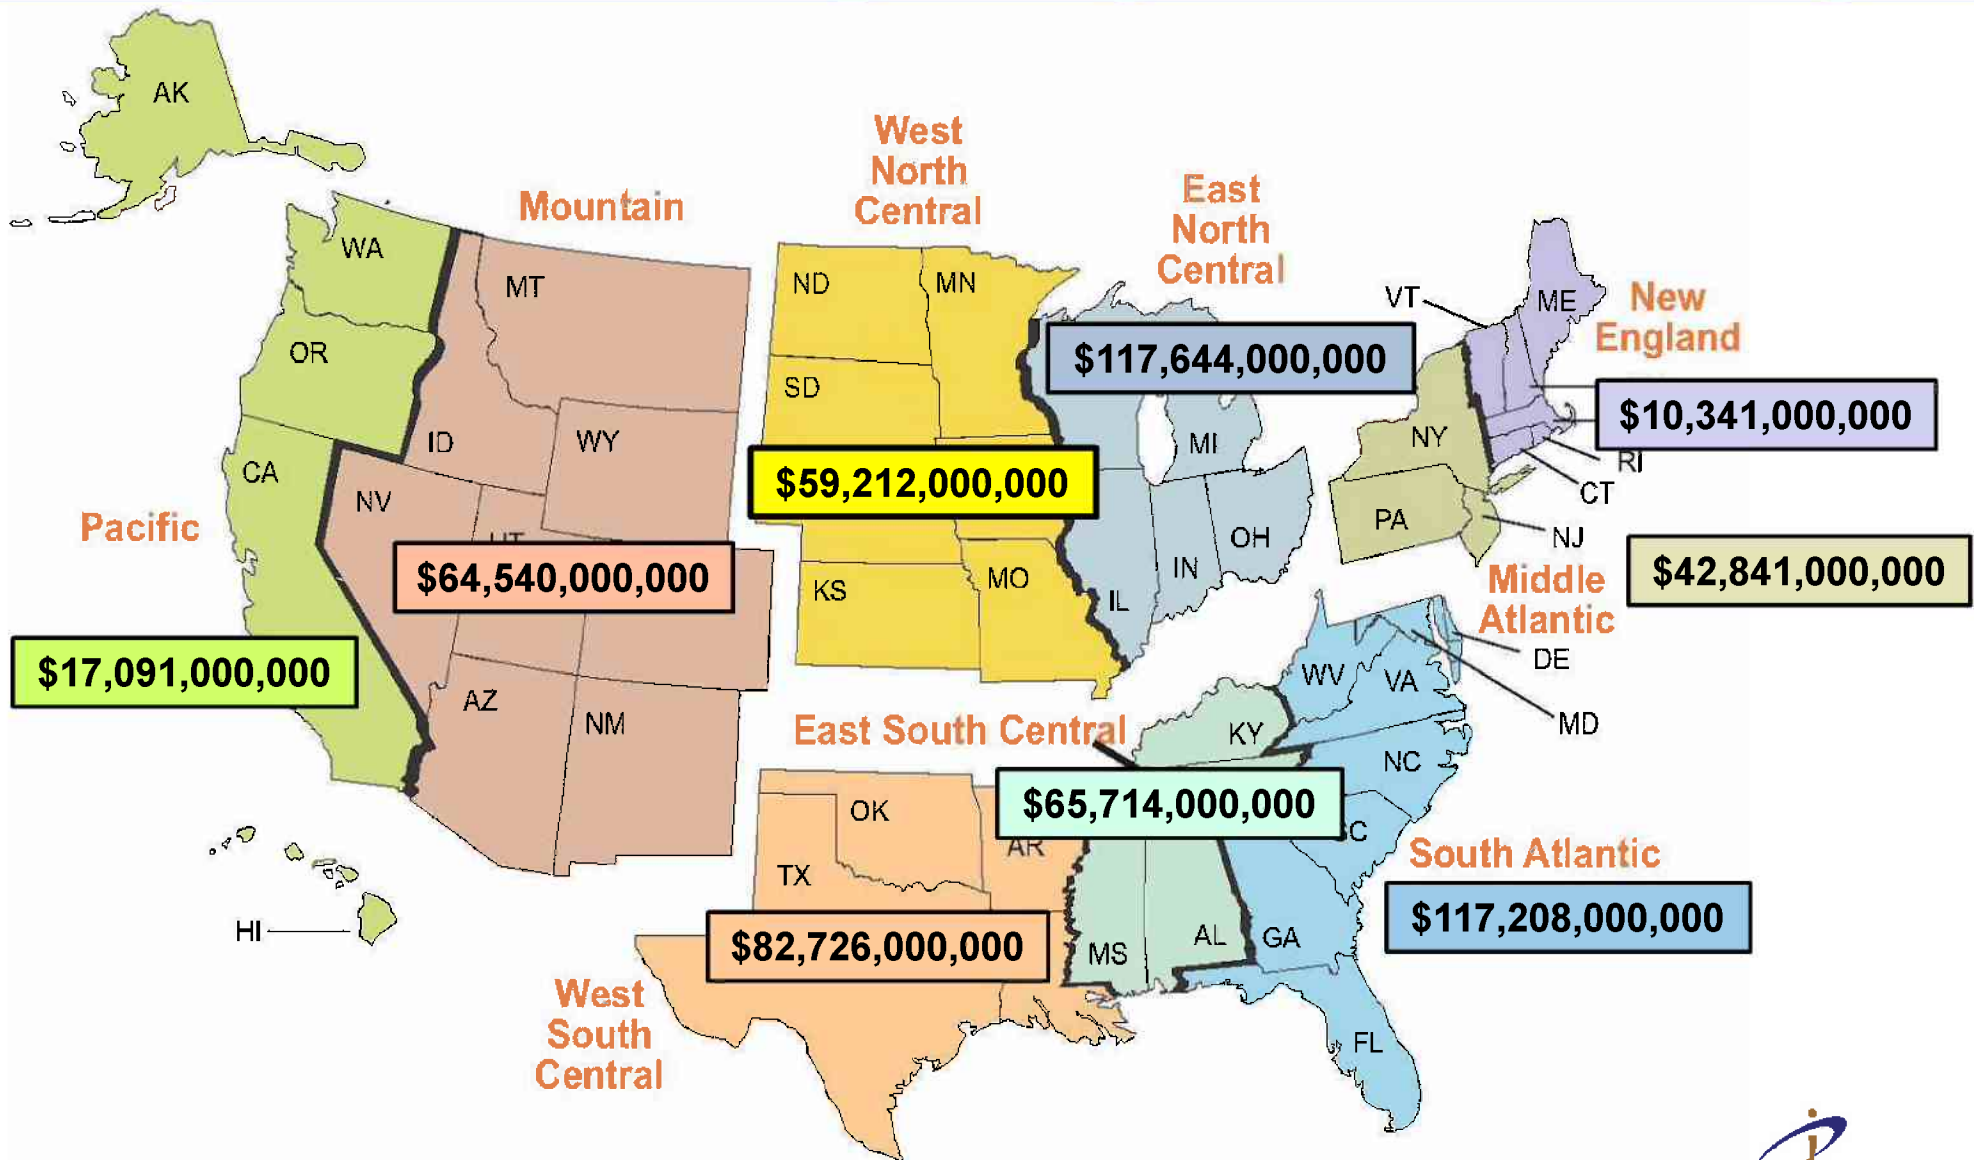 AK
West
North
Central
East
North
Central
Mountain
WA
MT
ND
MN
VT
ME
New
England
OR
$117,644,000,000
SD
$10,341,000,000
ID
WY
MI
NY
RI
CA
$59,212,000,000
NV
CT
Pacific
PA
OH
NJ
UT
$64,540,000,000
IN
$42,841,000,000
KS
MO
IL
Middle
Atlantic
$17,091,000,000
DE
WV
VA
AZ
NM
East South Central
KY
MD
NC
OK
$65,714,000,000
AR
TX
South Atlantic
HI
$82,726,000,000
MS
AL
GA
$117,208,000,000
West
South
Central
FL